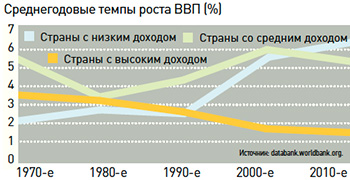 Среднегодовые темпы роста ВВП (%)
7
Страны с низким доходом Страны со средним доходом
6
Страны с высоким доходом
5
4
3
2
1
0
Источник: databank.worldbank.org.
1970-е 1980-е 1990-е 2000-е 2010-е